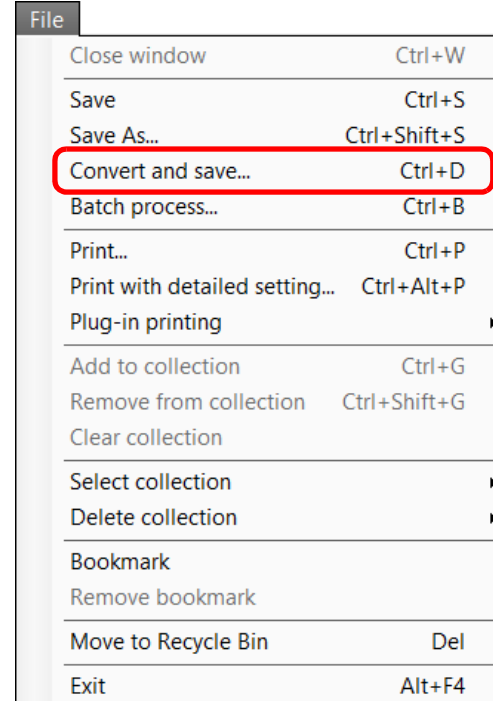 File
Close window Ctrl+W
Save Ctrl+S
Save As... Ctrl+Shift+S
Convert and save... Ctrl+D
Batch process... Ctrl+B
Print... Ctrl+P
Print with detailed setting... Ctrl+Alt+P
Plug-in printing
Add to collection Ctrl+G
Remove from collection Ctrl+Shift+G
Clear collection
Select collection
Delete collection
Bookmark
Remove bookmark
Move to Recycle Bin Del
Exit Alt+F4